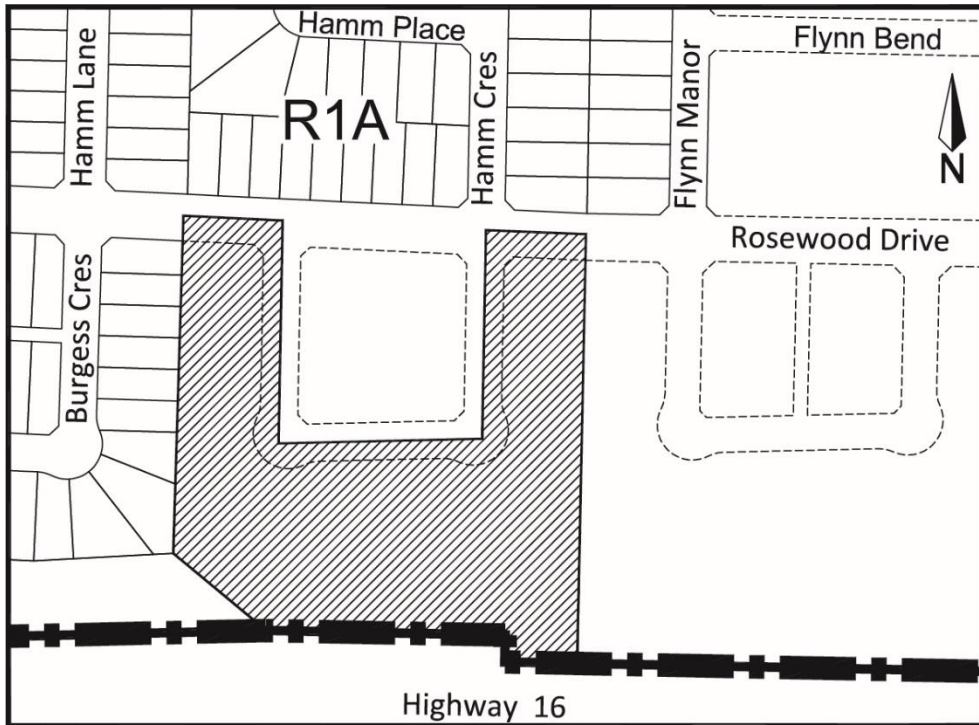 Hamm Place
Flynn Bend
Hamm Lane
R1A
Hamm Cres
Flynn Manor
N
Rosewood Drive
Burgess Cres
Highway 16